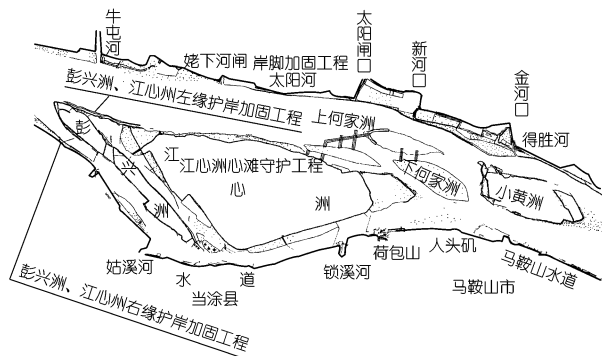 牛屯河
姥下河闸
岸脚加固工程
太阳河
太阳闸口
新河口
金河口
得胜河
彭兴洲、江心州左缘护岸加固工程
上何家洲
彭
兴
洲
江
心
洲
江心洲心滩守护工程
下何家洲
小黄洲
姑溪河
水道
当涂县
锁溪河
荷包山
人头矶
马鞍山水道
马鞍山市
彭兴洲、江心州右缘护岸加固工程